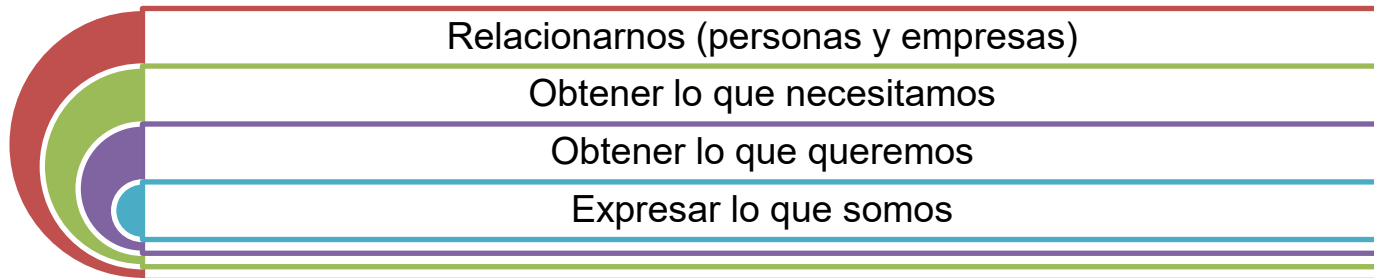 Relacionarnos (personas y empresas)
Obtener lo que necesitamos
Obtener lo que queremos
Expresar lo que somos